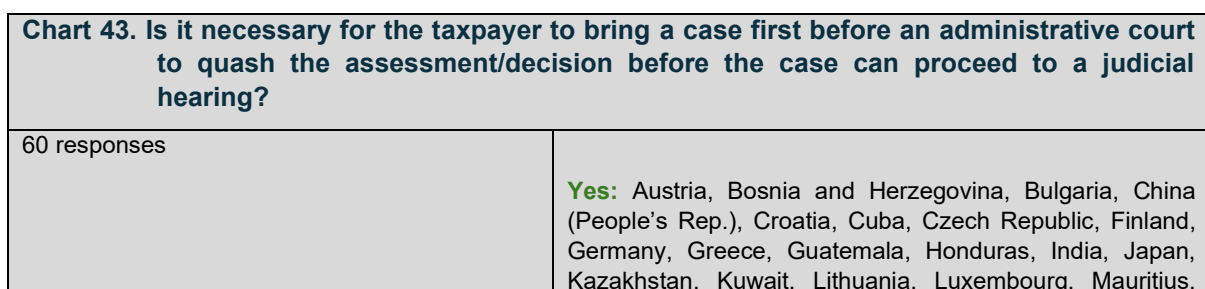 Chart 43. Is it necessary for the taxpayer to bring a case first before an administrative court
to quash the assessment/decision before the case can proceed to a judicial
hearing?
60 responses
Yes: Austria, Bosnia and Herzegovina, Bulgaria, China
(People's Rep.), Croatia, Cuba, Czech Republic, Finland,
Germany, Greece, Guatemala, Honduras, India, Japan,
Kazakhstan, Kuwait, Lithuania, Luxembourg, Mauritius,